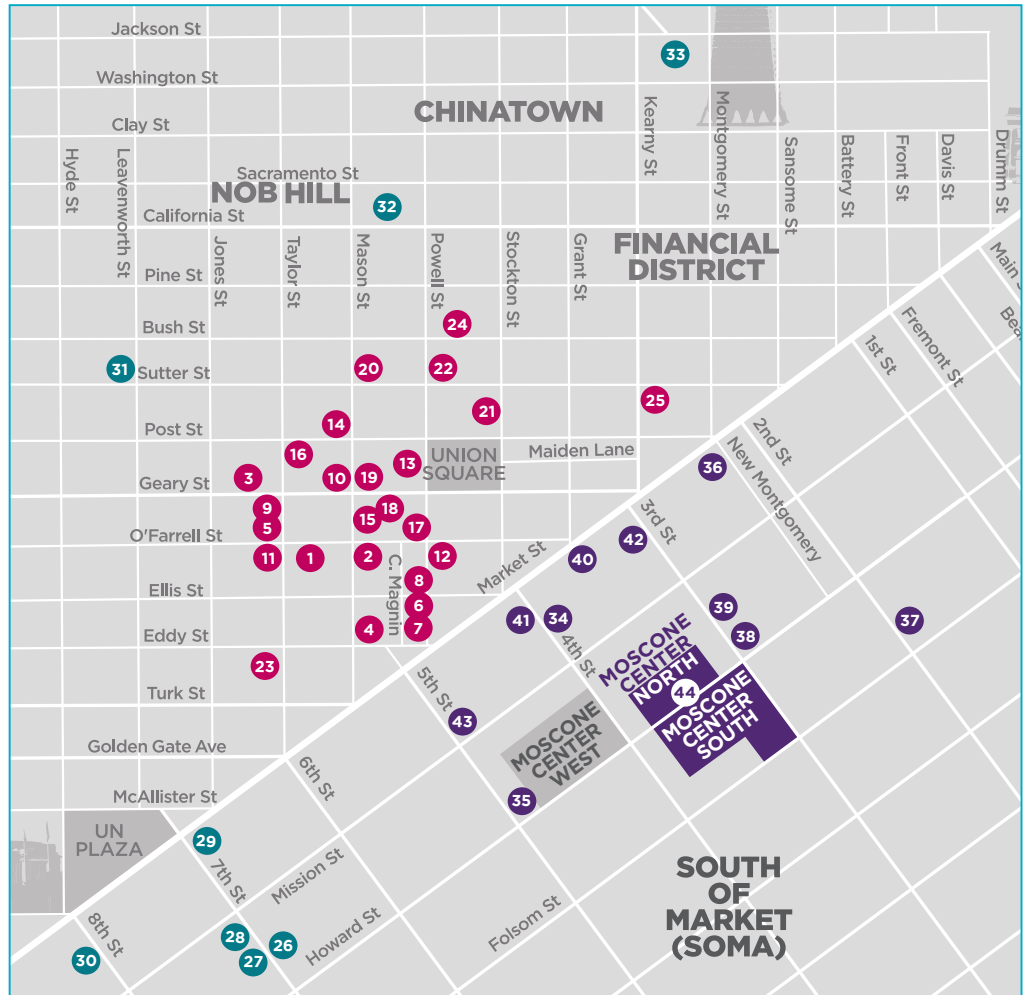 Jackson St
33
Washington St
CHINATOWN
Kearny St
Montgomery St
Clay St
Hyde St
Leavenworth St
Sansome St
Battery St
Front St
Davis St
Drumm St
Sacramento St
NOB HILL
32
California St
Jones St
Taylor St
Mason St
Powell St
Stockton St
Grant St
FINANCIAL
DISTRICT
Main
Pine St
Bush St
24
Fremont St
1st St
31
Sutter St
20
22
25
21
Post St
14
2nd St
16
13
UNION
SQUARE
Maiden Lane
36
New Montgomery
Geary St
3
10
19
9
18
15
5
17
3rd St
O'Farrell St
42
11
1
2
C. Magnin
12
Market St
40
Ellis St
8
6
39
Eddy St
4
7
41
34
4th St
38
37
MOSCONE
CENTER
NORTH
23
44
Turk St
5th St
43
MOSCONE
CENTER
SOUTH
Golden Gate Ave
MOSCONE
CENTER
WEST
6th St
McAllister St
35
UN
PLAZA
29
7th St
Mission St
SOUTH
OF
MARKET
(SOMA)
8th St
Howard St
Folsom St
28
26
30
27